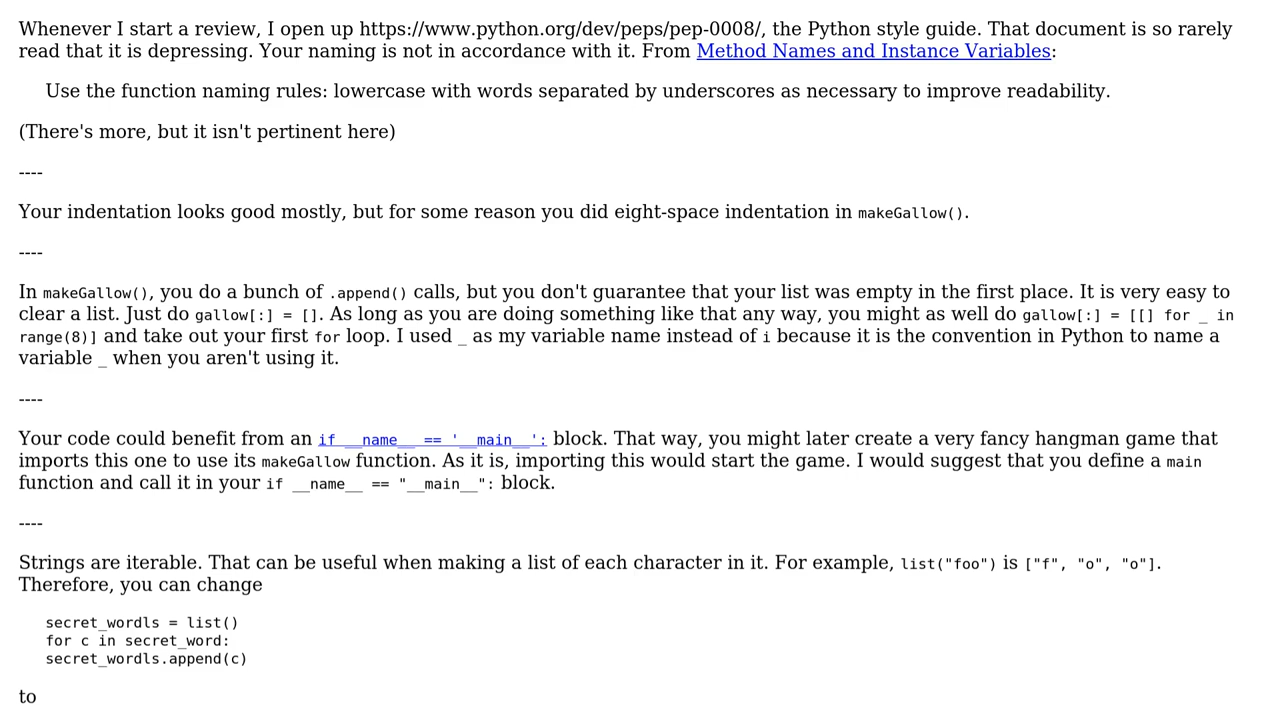 Whenever I start a review, I open up https://www.python.org/dev/peps/pep-0008/, the Python style guide. That document is so rarely
read that it is depressing. Your naming is not in accordance with it. From Method Names and Instance Variables:
Use the function naming rules: lowercase with words separated by underscores as necessary to improve readability.
(There's more, but it isn't pertinent here)
----
Your indentation looks good mostly, but for some reason you did eight-space indentation in makeGallow().
----
In makeGallow(), you do a bunch of .append() calls, but you don't guarantee that your list was empty in the first place. It is very easy to
clear a list. Just do gallow[:] = []. As long as you are doing something like that any way, you might as well do gallow[:] = [[] for _ in
range(8)] and take out your first for loop. I used _ as my variable name instead of i because it is the convention in Python to name a
variable _ when you aren't using it.
----
Your code could benefit from an if __name__ == '__main__': block. That way, you might later create a very fancy hangman game that
imports this one to use its makeGallow function. As it is, importing this would start the game. I would suggest that you define a main
function and call it in your if __name__ == "__main__": block.
----
Strings are iterable. That can be useful when making a list of each character in it. For example, list("foo") is ["f", "o", "o"].
Therefore, you can change
secret_wordls = list()
for c in secret_word:
secret_wordls.append(c)
to